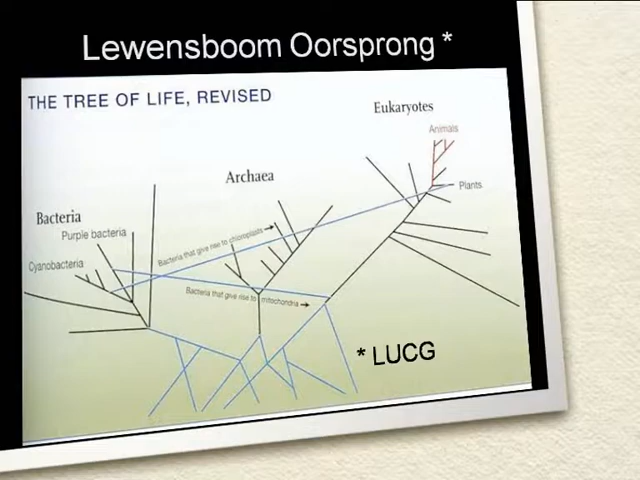 Lewensboom Oorsprong *
THE TREE OF LIFE, REVISED
Eukaryotes
Animals
Archaea
Plants
Bacteria
Purple bacteria
Bacteria that give rise to chloroplasts
Cyanobacteria
Bacteria that give rise to mitochondria
* LUCG